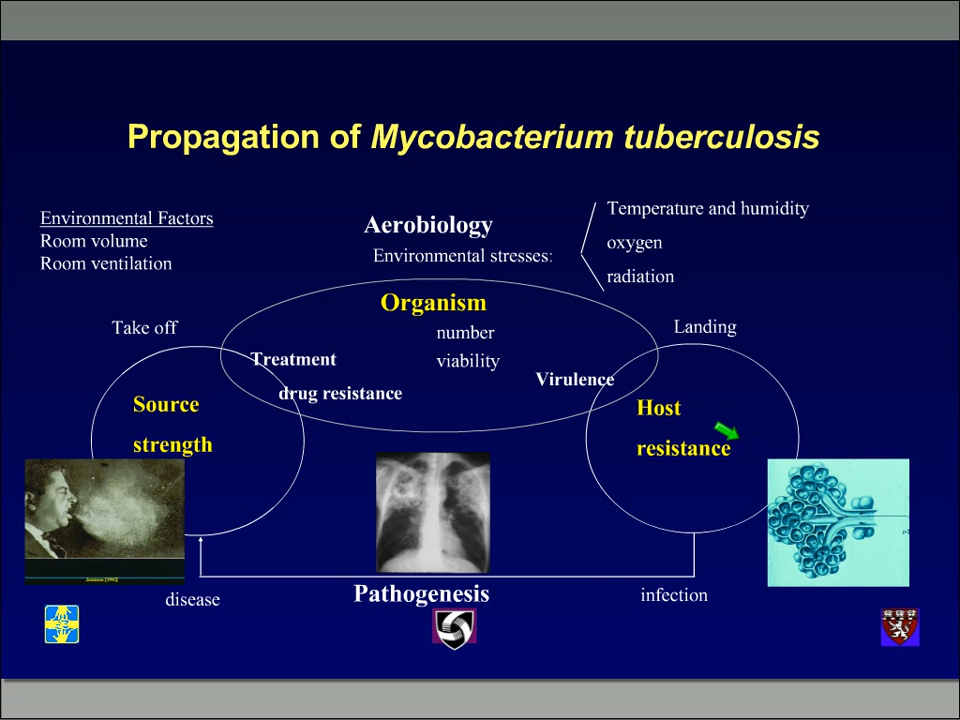 Propagation of Mycobacterium tuberculosis
Environmental Factors
Room volume
Room ventilation
Aerobiology
Environmental stresses:
Temperature and humidity
oxygen
radiation
Organism
number
viability
Take off
Landing
Treatment
drug resistance
Virulence
Source
strength
Host
resistance
Pathogenesis
disease
infection